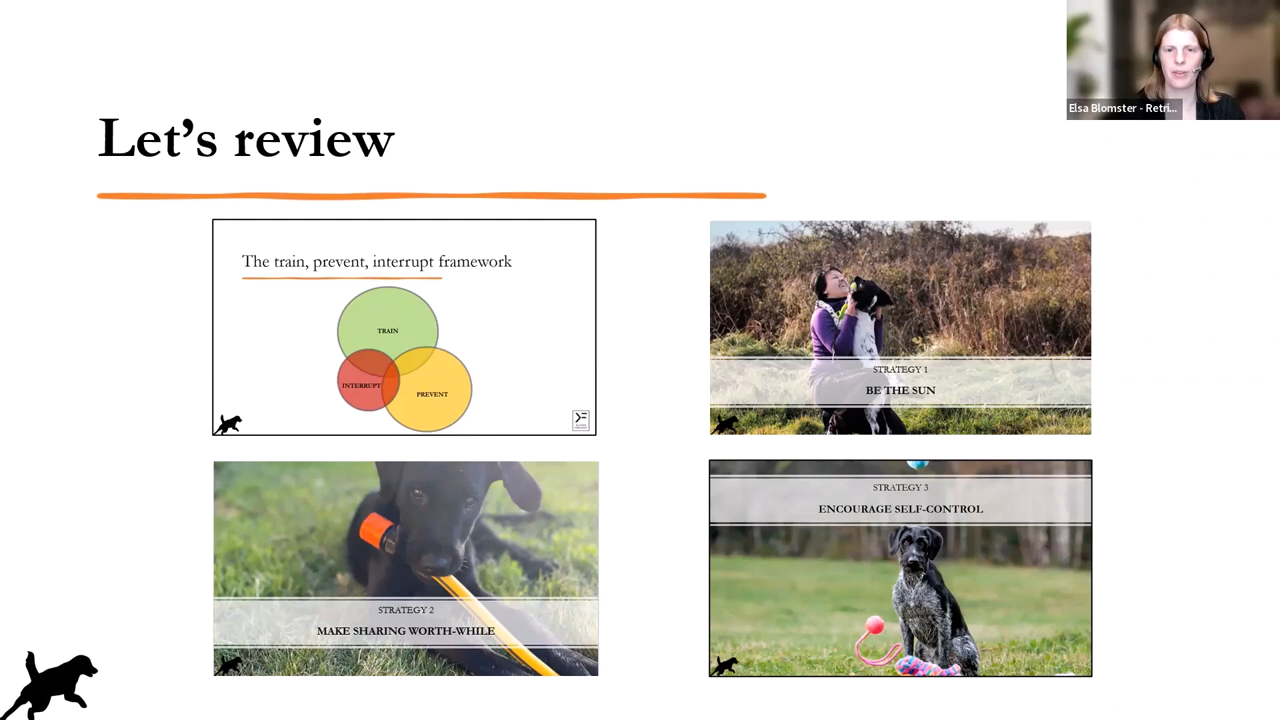 Elsa Blomster - Retri...
Let's review
The train, prevent, interrupt framework
TRAIN
INTERRUPT
PREVENT
STRATEGY 1
BE THE SUN
STRATEGY 2
MAKE SHARING WORTH-WHILE
STRATEGY 3
ENCOURAGE SELF-CONTROL